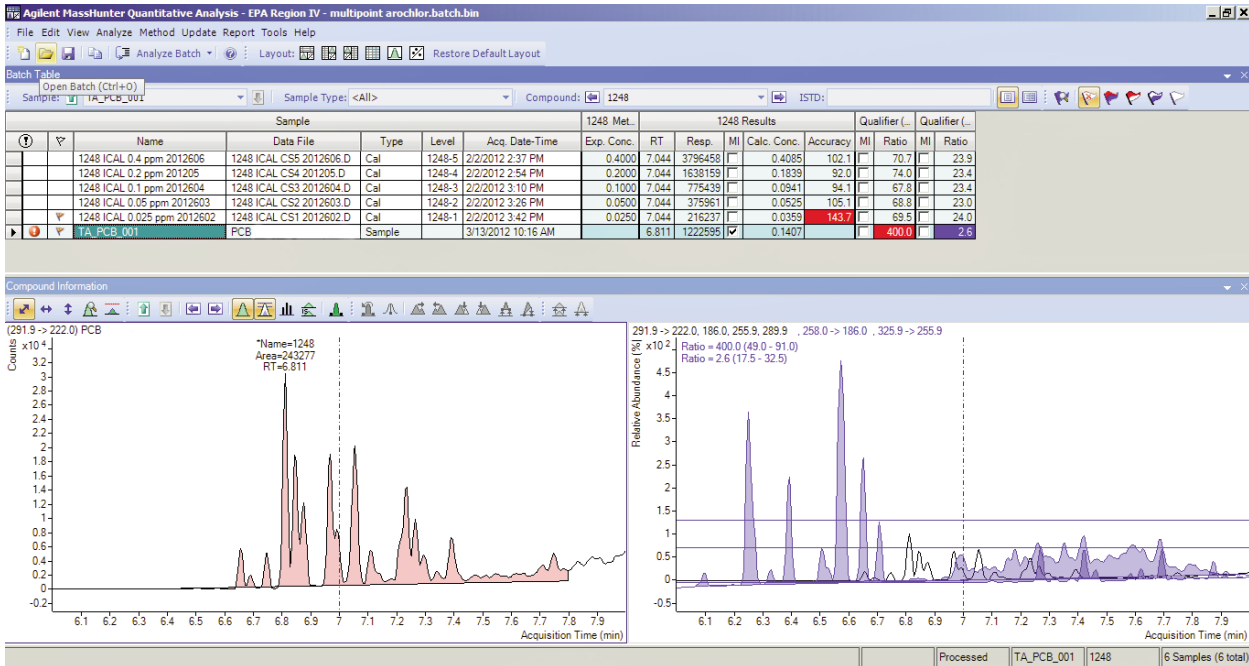 Agilent MassHunter Quantitative Analysis - EPA Region IV - multipoint arochlor.batch.bin
File Edit View Analyze Method Update Report Tools Help
Analyze Batch Layout: Restore Default Layout
Batch Table
Open Batch (Ctrl+O)
Sample: TA_PCB_001 Sample Type: <All> Compound: 1248 ISTD:
Sample 1248 Met... 1248 Results Qualifier (... Qualifier (...
Name Data File Type Level Acq. Date-Time Exp. Conc. RT Resp. MI Calc. Conc. Accuracy MI Ratio MI Ratio
1248 ICAL 0.4 ppm 2012606 1248 ICAL CS5 2012606.D Cal 1248-5 2/2/2012 2:37 PM 0.4000 7.044 3796458 0.4085 102.1 70.7 23.9
1248 ICAL 0.2 ppm 201205 1248 ICAL CS4 201205.D Cal 1248-4 2/2/2012 2:54 PM 0.2000 7.044 1638159 0.1839 92.0 74.0 23.4
1248 ICAL 0.1 ppm 2012604 1248 ICAL CS3 2012604.D Cal 1248-3 2/2/2012 3:10 PM 0.1000 7.044 775439 0.0941 94.1 67.8 23.4
1248 ICAL 0.05 ppm 2012603 1248 ICAL CS2 2012603.D Cal 1248-2 2/2/2012 3:26 PM 0.0500 7.044 375961 0.0525 105.1 68.8 23.0
1248 ICAL 0.025 ppm 2012602 1248 ICAL CS1 2012602.D Cal 1248-1 2/2/2012 3:42 PM 0.0250 7.044 216237 0.0359 143.7 69.5 24.0
TA_PCB_001 PCB Sample 3/13/2012 10:16 AM 6.811 1222595 0.1407 400.0 2.6
Compound Information
(291.9 -> 222.0) PCB
Counts
x10 4
*Name=1248
Area=243277
RT=6.811
3.2
3
2.8
2.6
2.4
2.2
2
1.8
1.6
1.4
1.2
1
0.8
0.6
0.4
0.2
0
-0.2
6.1 6.2 6.3 6.4 6.5 6.6 6.7 6.8 6.9 7 7.1 7.2 7.3 7.4 7.5 7.6 7.7 7.8 7.9
Acquisition Time (min)
291.9 -> 222.0, 186.0, 255.9, 289.9 , 258.0 -> 186.0 , 325.9 -> 255.9
Relative Abundance (%)
x10 2
Ratio = 400.0 (49.0 - 91.0)
Ratio = 2.6 (17.5 - 32.5)
4.5
4
3.5
3
2.5
2
1.5
1
0.5
0
-0.5
6.1 6.2 6.3 6.4 6.5 6.6 6.7 6.8 6.9 7 7.1 7.2 7.3 7.4 7.5 7.6 7.7 7.8 7.9
Acquisition Time (min)
Processed TA_PCB_001 1248 6 Samples (6 total)